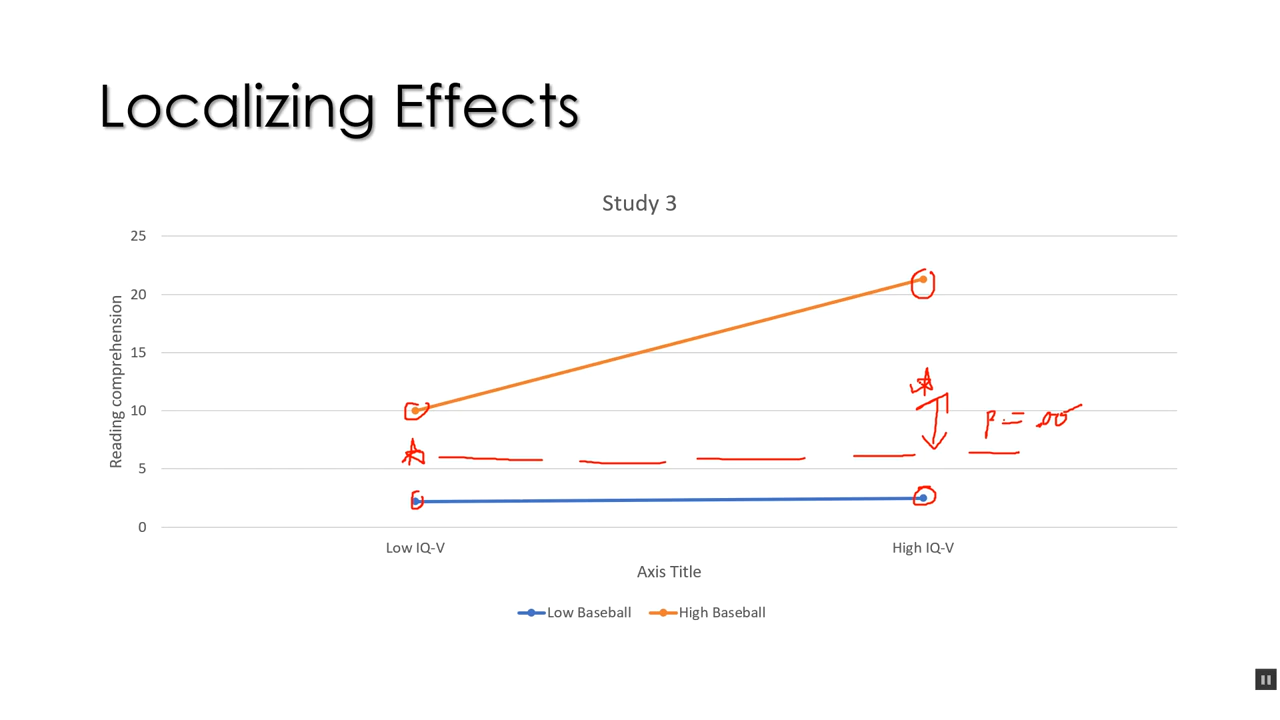 Localizing Effects
Study 3
25
20
15
10
5
0
Reading comprehension
P = .05
Low IQ-V
High IQ-V
Axis Title
Low Baseball
High Baseball